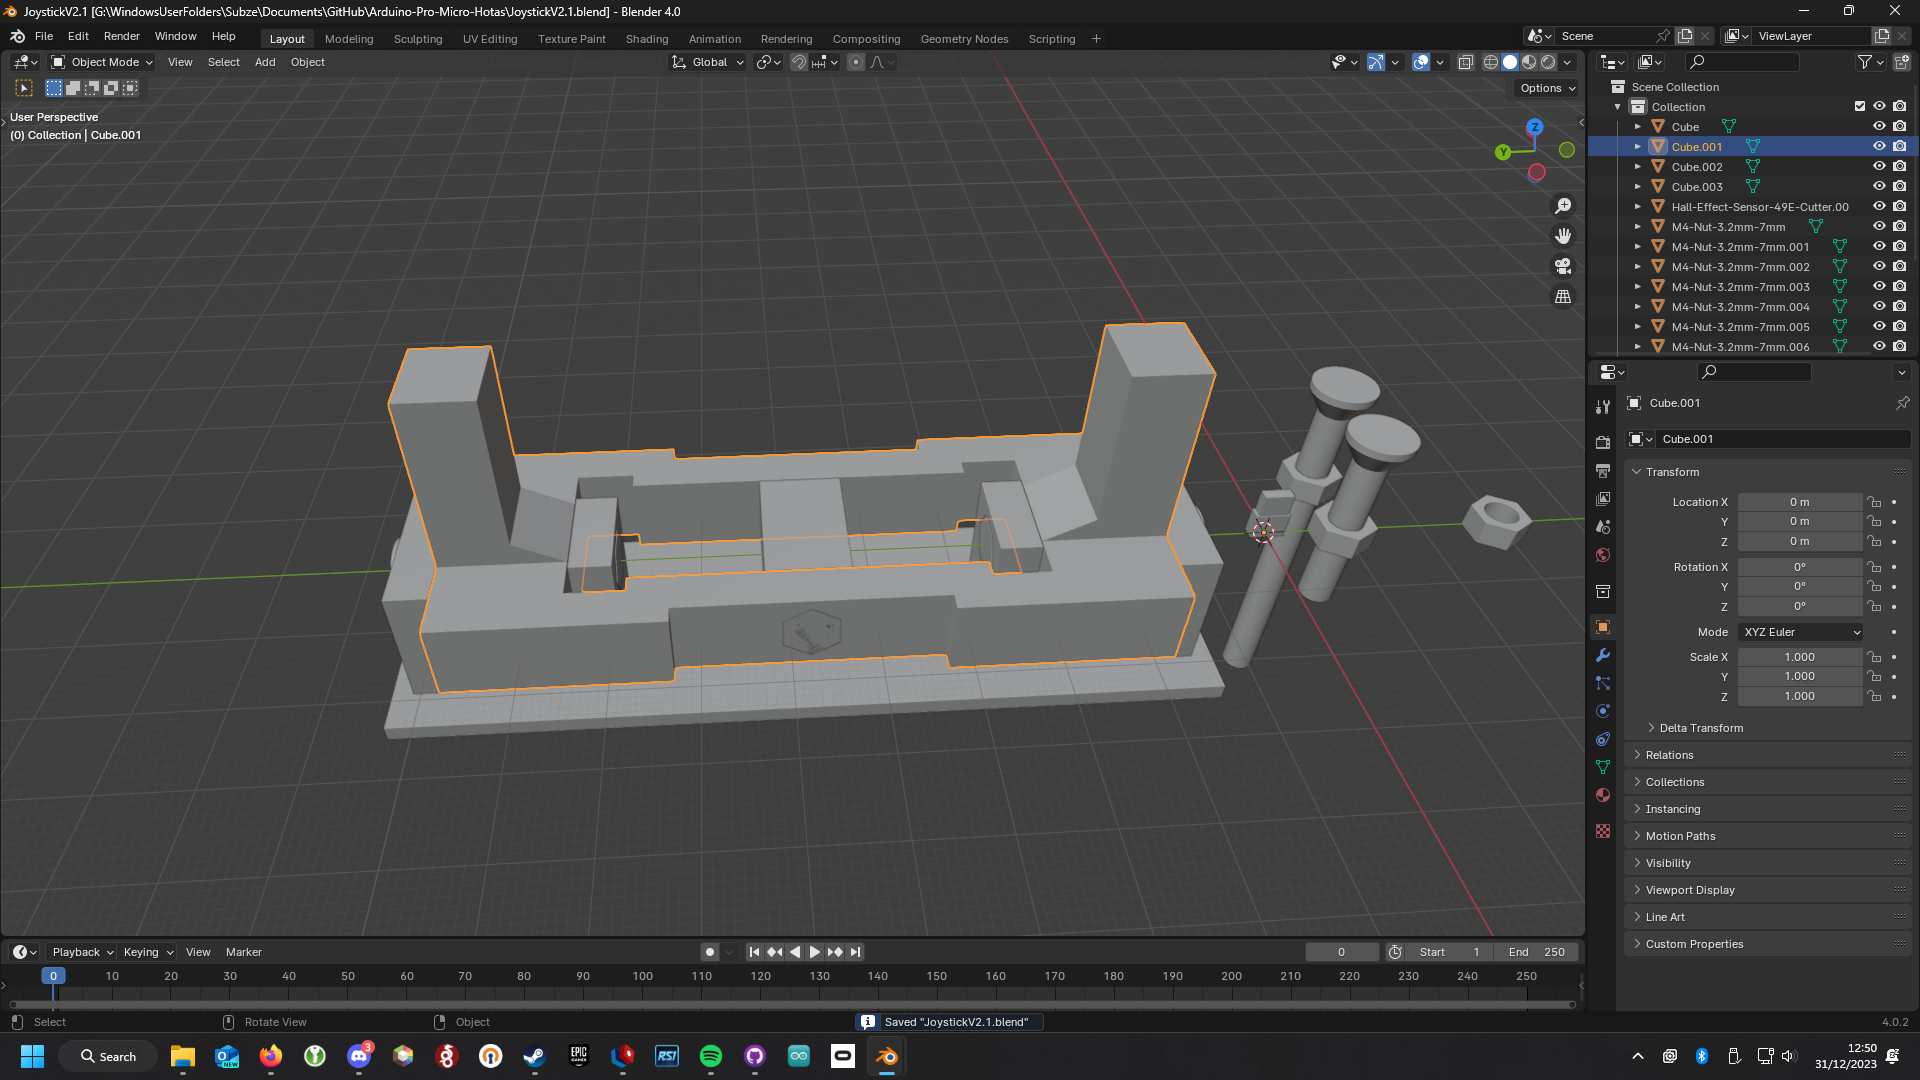 JoystickV2.1 [G:\WindowsUserFolders\Subze\Documents\GitHub\Arduino-Pro-Micro-Hotas\JoystickV2.1.blend] - Blender 4.0
File Edit Render Window Help
Layout Modeling Sculpting UV Editing Texture Paint Shading Animation Rendering Compositing Geometry Nodes Scripting
Scene
ViewLayer
Object Mode View Select Add Object
Global
Options
User Perspective
(0) Collection | Cube.001
Z
Y
Scene Collection
Collection
Cube
Cube.001
Cube.002
Cube.003
Hall-Effect-Sensor-49E-Cutter.00
M4-Nut-3.2mm-7mm
M4-Nut-3.2mm-7mm.001
M4-Nut-3.2mm-7mm.002
M4-Nut-3.2mm-7mm.003
M4-Nut-3.2mm-7mm.004
M4-Nut-3.2mm-7mm.005
M4-Nut-3.2mm-7mm.006
Cube.001
Cube.001
Transform
Location X 0 m
Y 0 m
Z 0 m
Rotation X 0°
Y 0°
Z 0°
Mode XYZ Euler
Scale X 1.000
Y 1.000
Z 1.000
Delta Transform
Relations
Collections
Instancing
Motion Paths
Visibility
Viewport Display
Line Art
Custom Properties
Playback Keying View Marker
0
Start 1
End 250
0 10 20 30 40 50 60 70 80 90 100 110 120 130 140 150 160 170 180 190 200 210 220 230 240 250
Select
Rotate View
Object
Saved "JoystickV2.1.blend"
4.0.2
Search
NEW
3
EPIC
GAMES
RSI
12:50
31/12/2023